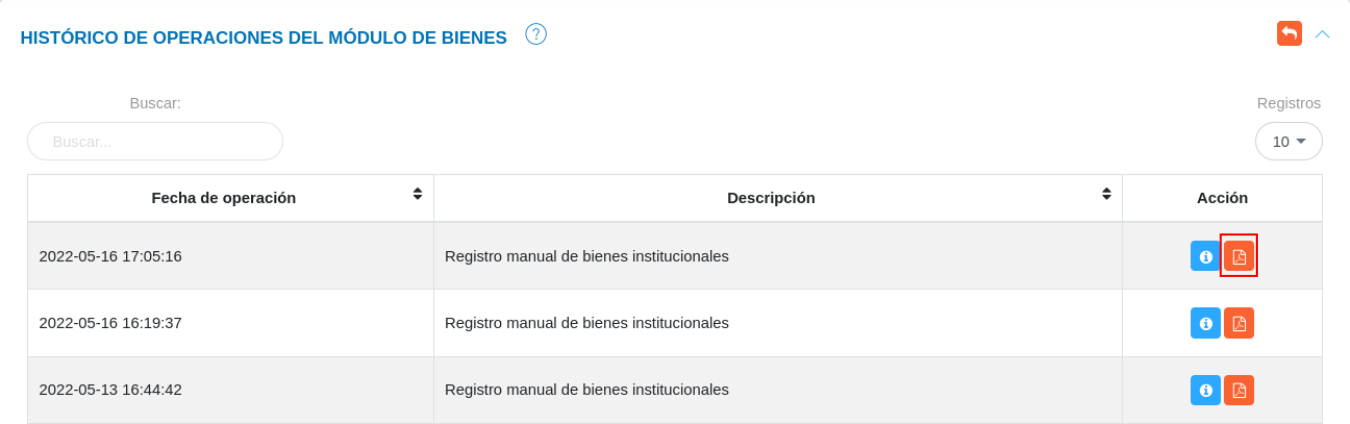 HISTÓRICO DE OPERACIONES DEL MÓDULO DE BIENES ?
Buscar: Registros
Buscar... 10
Fecha de operación Descripción Acción
2022-05-16 17:05:16 Registro manual de bienes institucionales
2022-05-16 16:19:37 Registro manual de bienes institucionales
2022-05-13 16:44:42 Registro manual de bienes institucionales